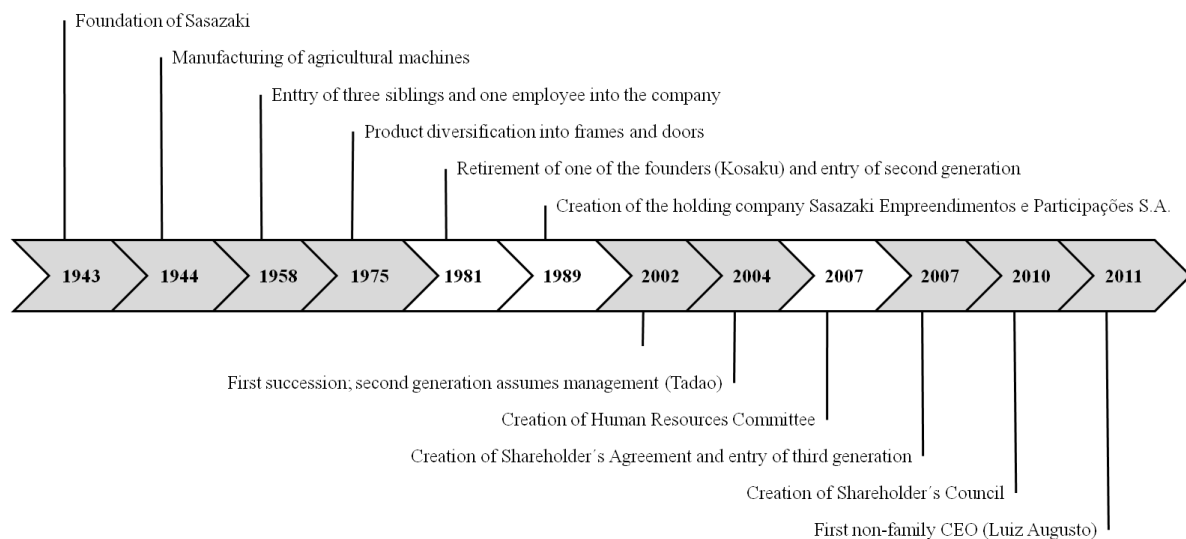 Foundation of Sasazaki
Manufacturing of agricultural machines
Enttry of three siblings and one employee into the company
Product diversification into frames and doors
Retirement of one of the founders (Kosaku) and entry of second generation
Creation of the holding company Sasazaki Empreendimentos e Participações S.A.
1943 1944 1958 1975 1981 1989 2002 2004 2007 2007 2010 2011
First succession; second generation assumes management (Tadao)
Creation of Human Resources Committee
Creation of Shareholder´s Agreement and entry of third generation
Creation of Shareholder´s Council
First non-family CEO (Luiz Augusto)